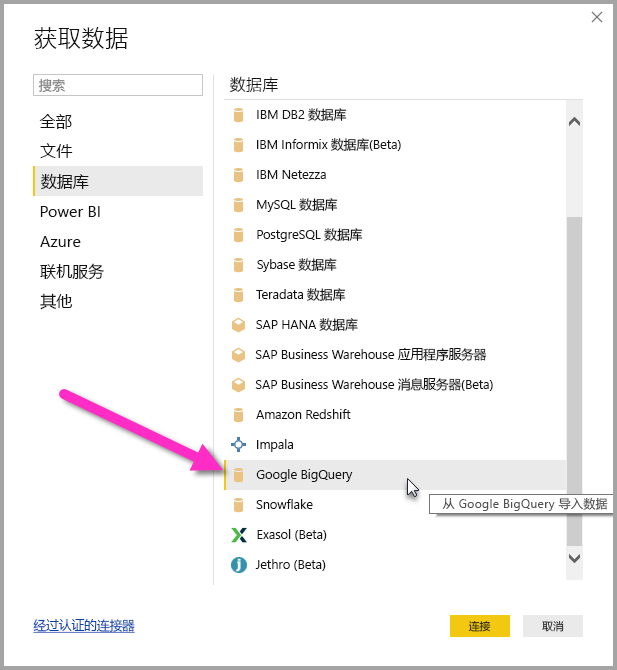 获取数据
搜索
全部
文件
数据库
Power BI
Azure
联机服务
其他
数据库
IBM DB2 数据库
IBM Informix 数据库(Beta)
IBM Netezza
MySQL 数据库
PostgreSQL 数据库
Sybase 数据库
Teradata 数据库
SAP HANA 数据库
SAP Business Warehouse 应用程序服务器
SAP Business Warehouse 消息服务器(Beta)
Amazon Redshift
Impala
Google BigQuery
从 Google BigQuery 导入数据
Snowflake
Exasol (Beta)
Jethro (Beta)
经过认证的连接器
连接
取消